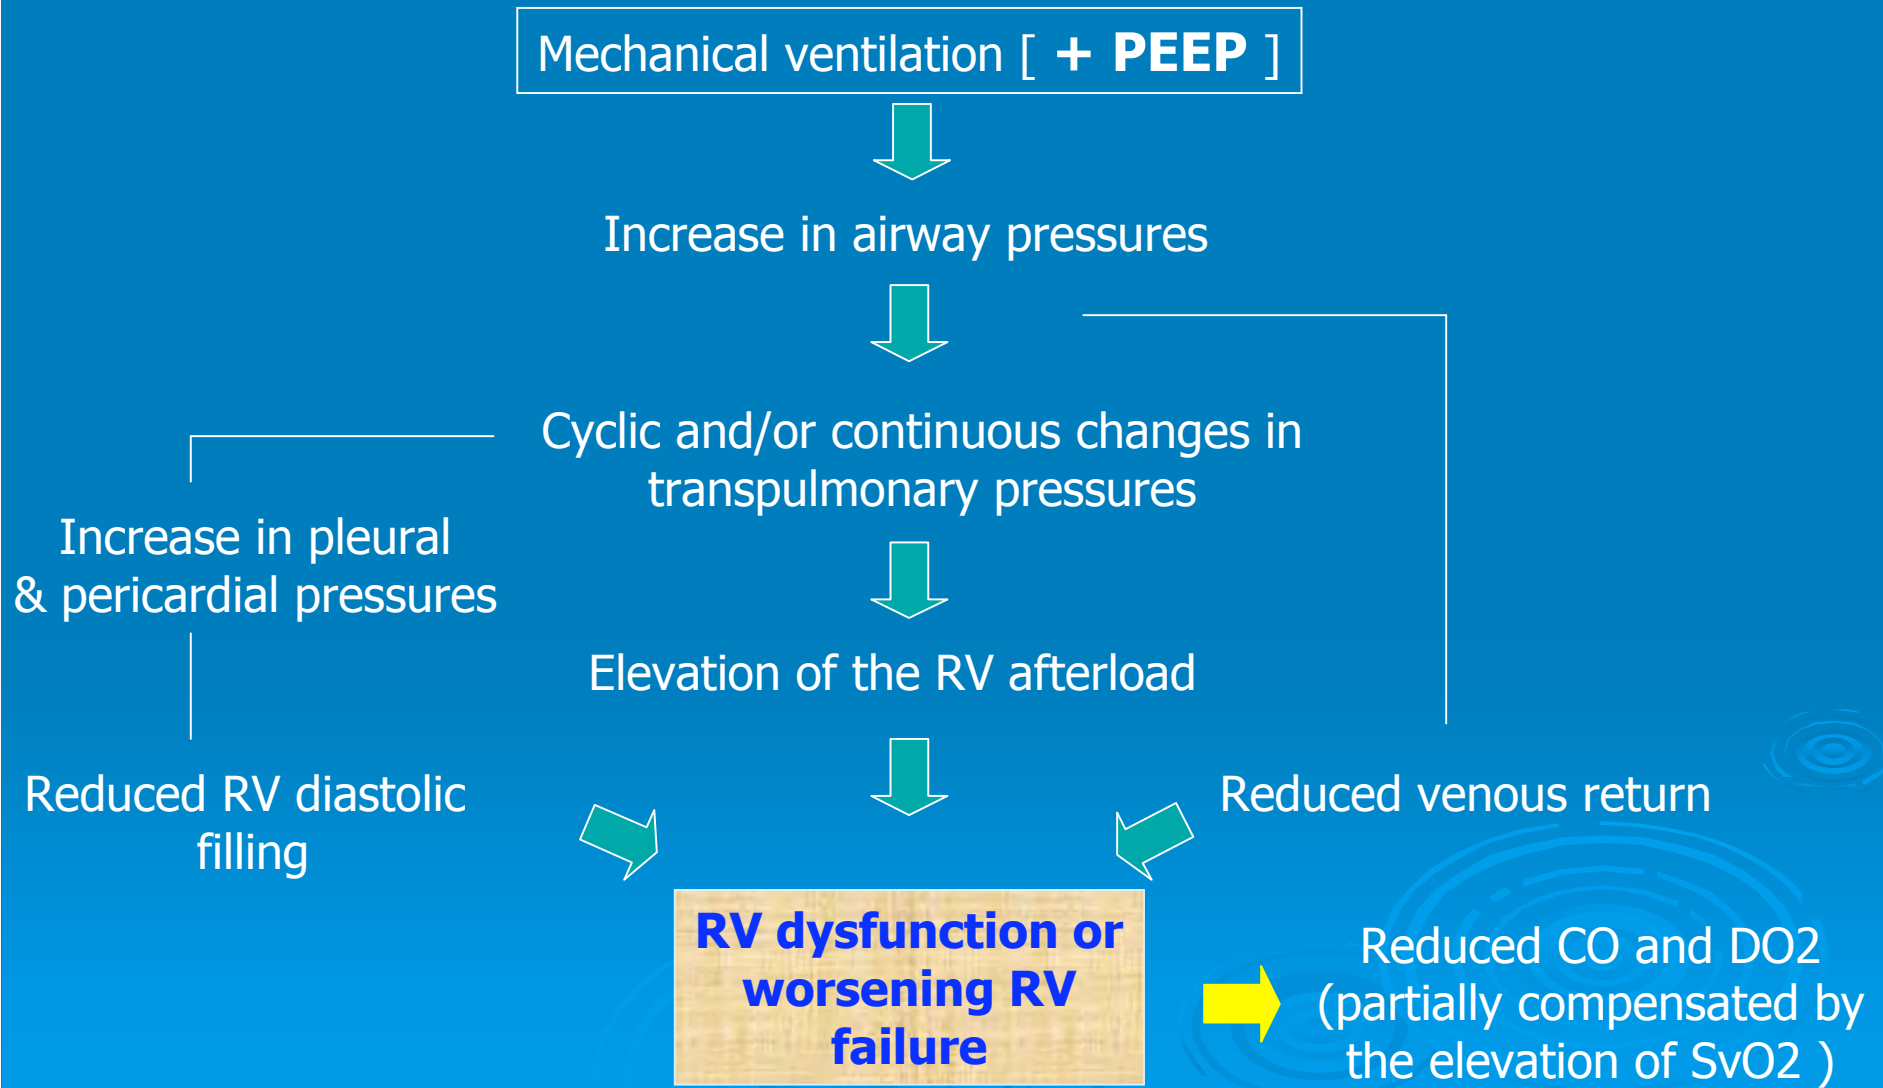 Mechanical ventilation [ + PEEP ]
Increase in airway pressures
Cyclic and/or continuous changes in
transpulmonary pressures
Increase in pleural
& pericardial pressures
Elevation of the RV afterload
Reduced RV diastolic
filling
Reduced venous return
RV dysfunction or
worsening RV
failure
Reduced CO and DO2
(partially compensated by
the elevation of SvO2 )